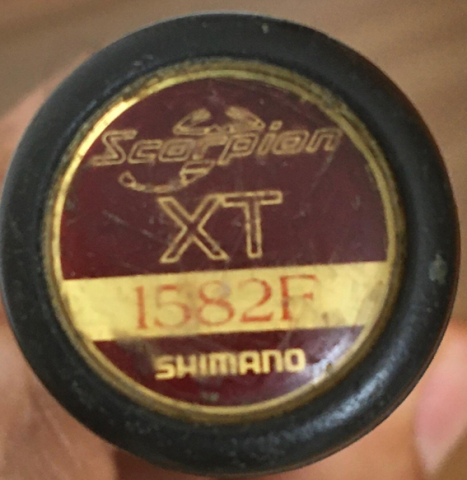 Scorpion
XT
1582F
SHIMANO